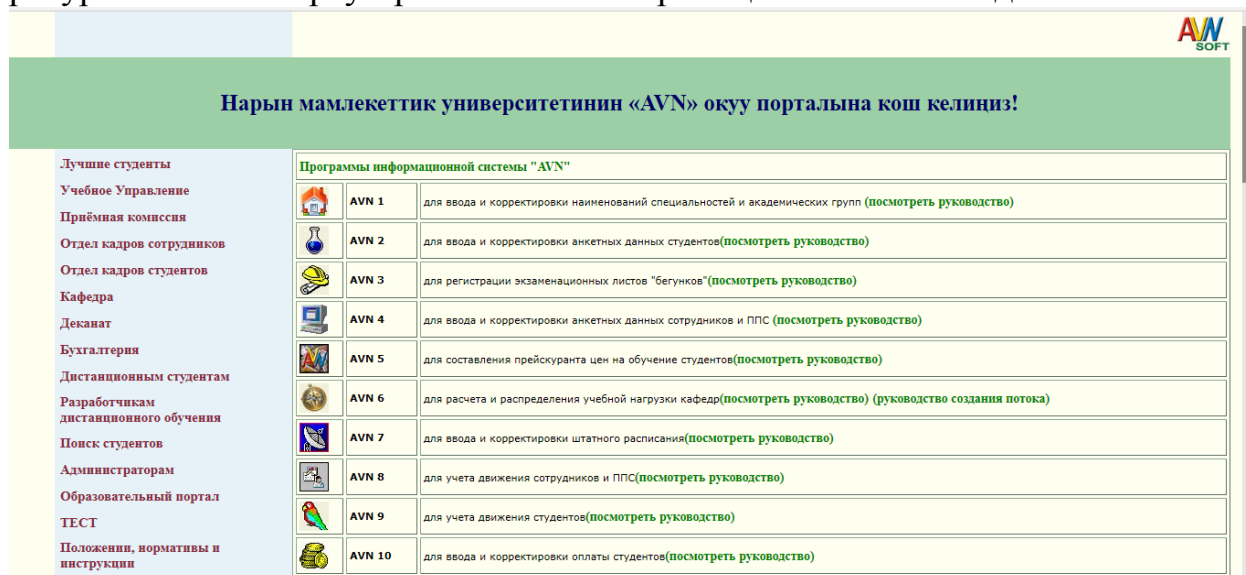 AVN
SOFT
Нарын мамлекеттик университетинин «AVN» окуу порталына кош келиңиз!
Лучшие студенты
Учебное Управление
Приёмная комиссия
Отдел кадров сотрудников
Отдел кадров студентов
Кафедра
Деканат
Бухгалтерия
Дистанционным студентам
Разработчикам
дистанционного обучения
Поиск студентов
Администраторам
Образовательный портал
ТЕСТ
Положении, нормативы и
инструкции
Программы информационной системы "AVN"
AVN 1 для ввода и корректировки наименований специальностей и академических групп (посмотреть руководство)
AVN 2 для ввода и корректировки анкетных данных студентов(посмотреть руководство)
AVN 3 для регистрации экзаменационных листов "бегунков"(посмотреть руководство)
AVN 4 для ввода и корректировки анкетных данных сотрудников и ППС (посмотреть руководство)
AVN 5 для составления прейскуранта цен на обучение студентов(посмотреть руководство)
AVN 6 для расчета и распределения учебной нагрузки кафедр(посмотреть руководство) (руководство создания потока)
AVN 7 для ввода и корректировки штатного расписания(посмотреть руководство)
AVN 8 для учета движения сотрудников и ППС(посмотреть руководство)
AVN 9 для учета движения студентов(посмотреть руководство)
AVN 10 для ввода и корректировки оплаты студентов(посмотреть руководство)